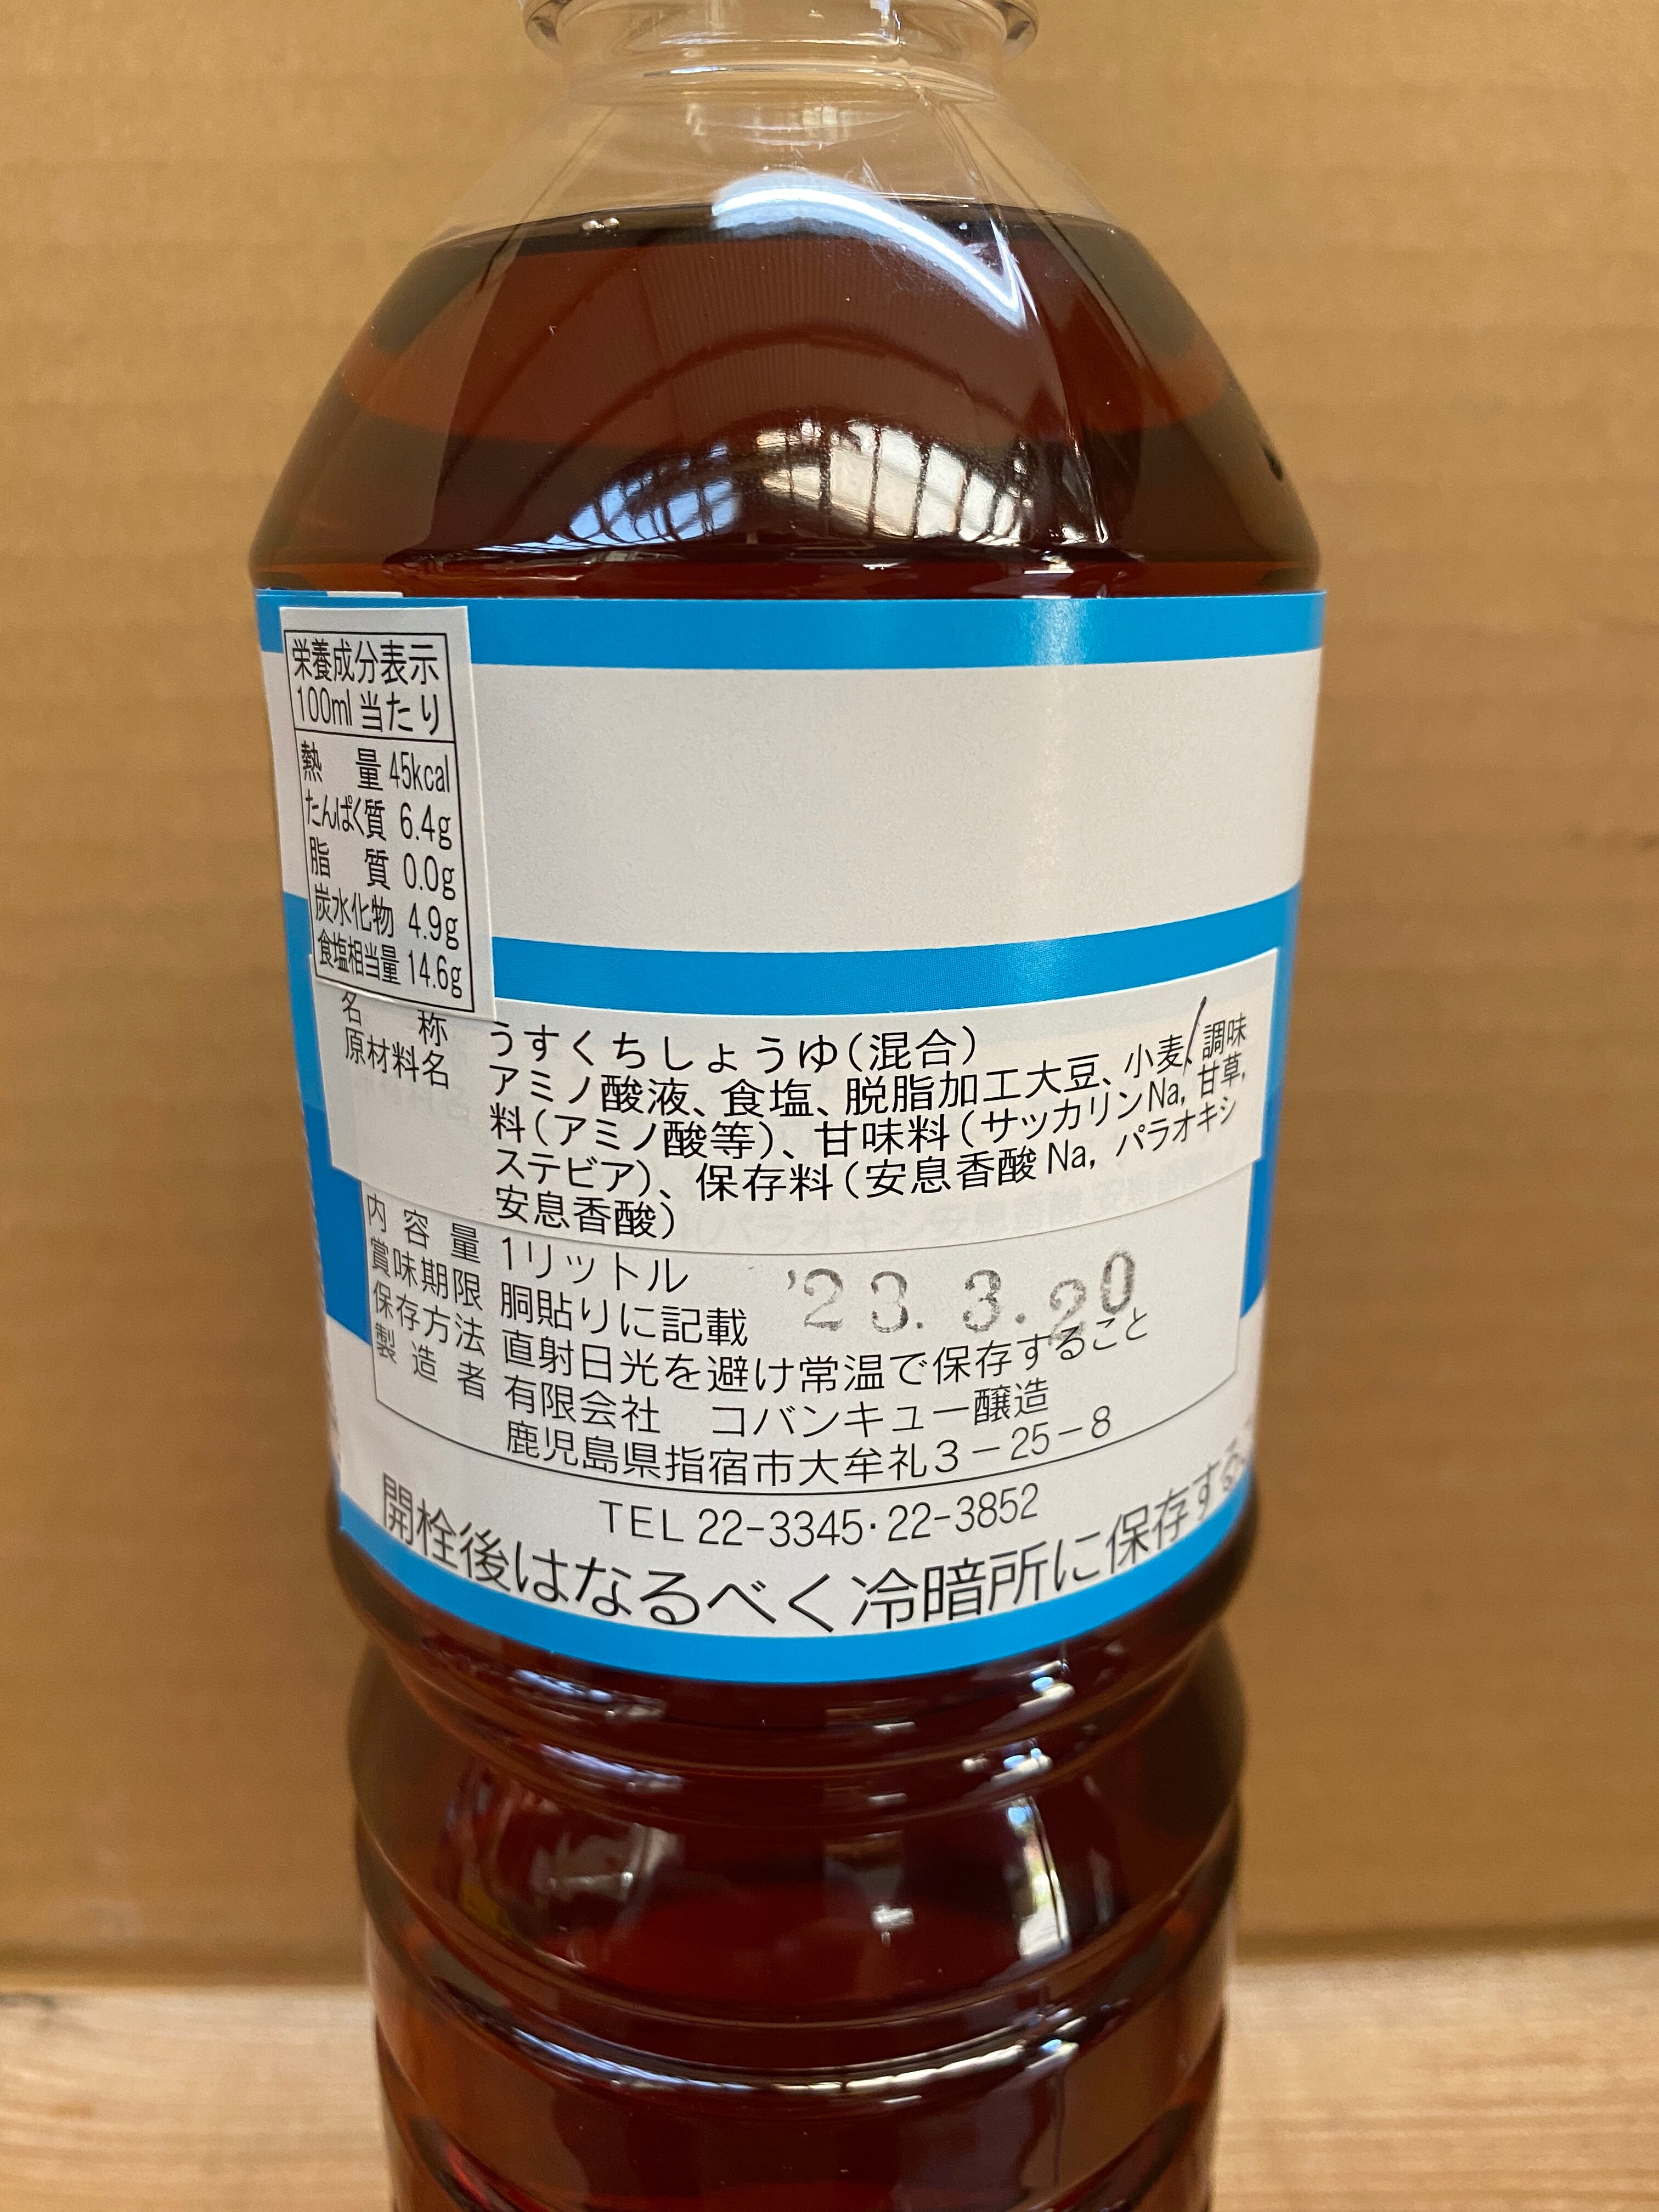 栄養成分表示
100ml当たり
熱 量 45kcal
たんぱく質 6.4g
脂 質 0.0g
炭水化物 4.9g
食塩相当量 14.6g
名 称 うすくちしょうゆ(混合)
原材料名 アミノ酸液、食塩、脱脂加工大豆、小麦/調味
料(アミノ酸等)、甘味料(サッカリンNa, 甘草,
ステビア)、保存料(安息香酸Na, パラオキシ
安息香酸)
内容量 1リットル
賞味期限 胴貼りに記載 '23.3.20
保存方法 直射日光を避け常温で保存すること
製造者 有限会社 コバンキュー醸造
鹿児島県指宿市大牟礼3-25-8
TEL 22-3345・22-3852
開栓後はなるべく冷暗所に保存する